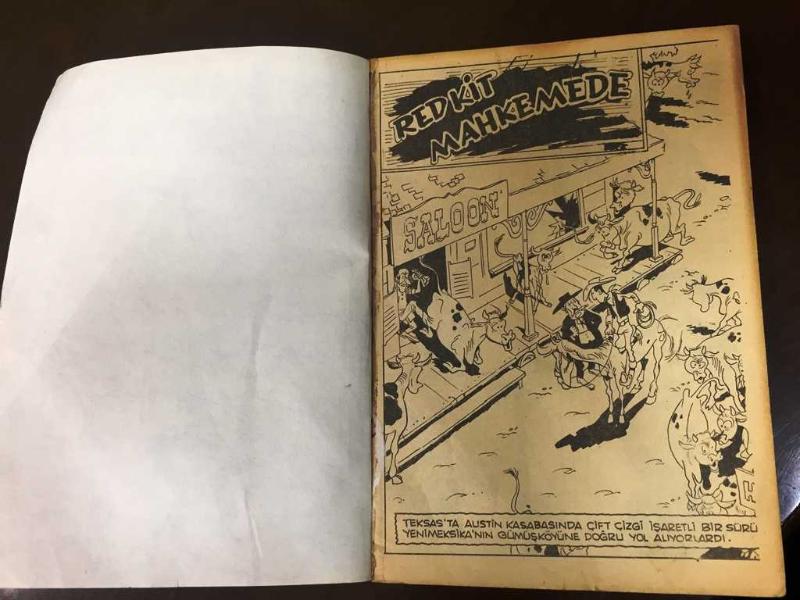 RED KİT
MAHKEMEDE
SALOON
TEKSAS'TA AUSTİN KASABASINDA ÇİFT ÇİZGİ İŞARETLİ BİR SÜRÜ
YENİMEKSİKA'NIN GÜMÜŞKÖYÜNE DOĞRU YOL ALIYORLARDI.